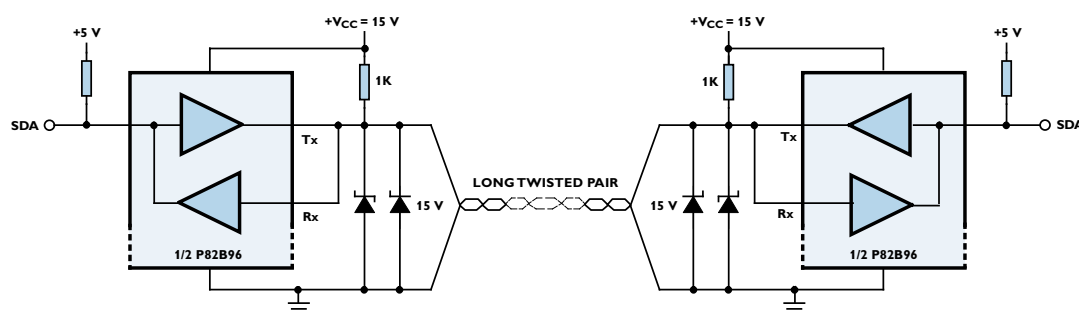 +5 V
+VCC = 15 V
1K
SDA
Tx
Rx
15 V
1/2 P82B96
LONG TWISTED PAIR
+VCC = 15 V
+5 V
1K
SDA
Tx
Rx
15 V
1/2 P82B96